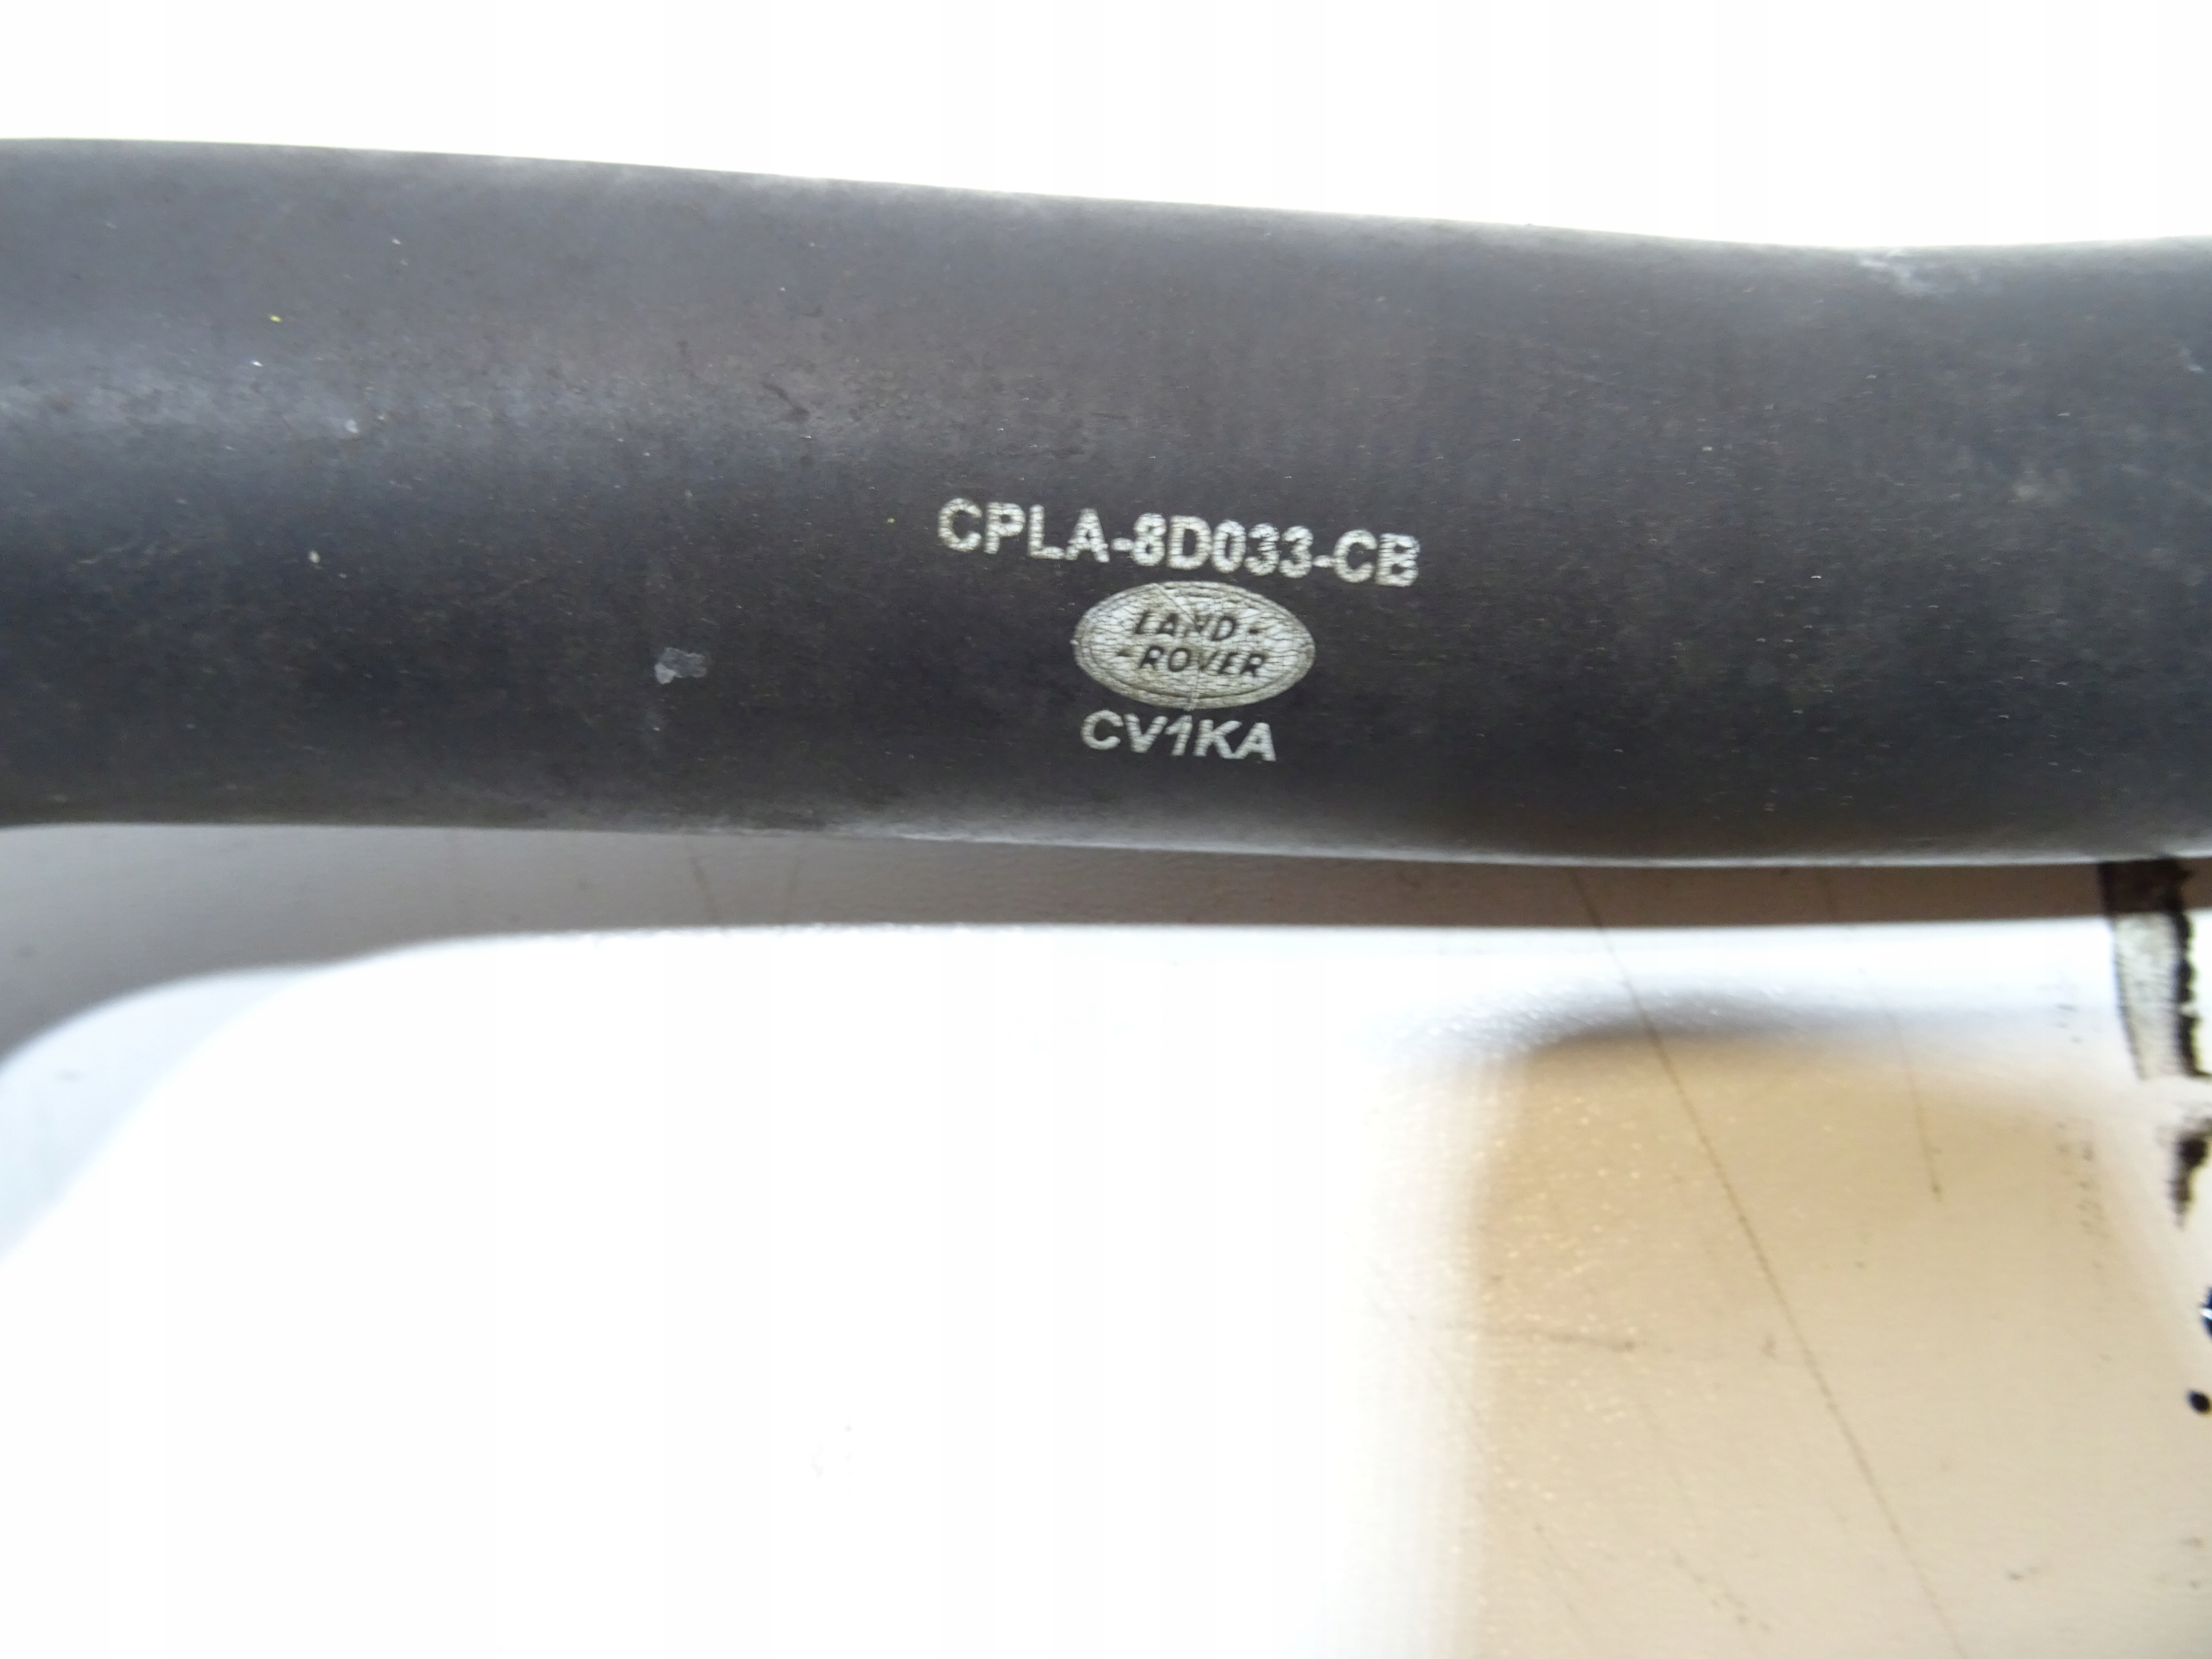 CPLA-8D033-CB
LAND-
-ROVER
CV1KA